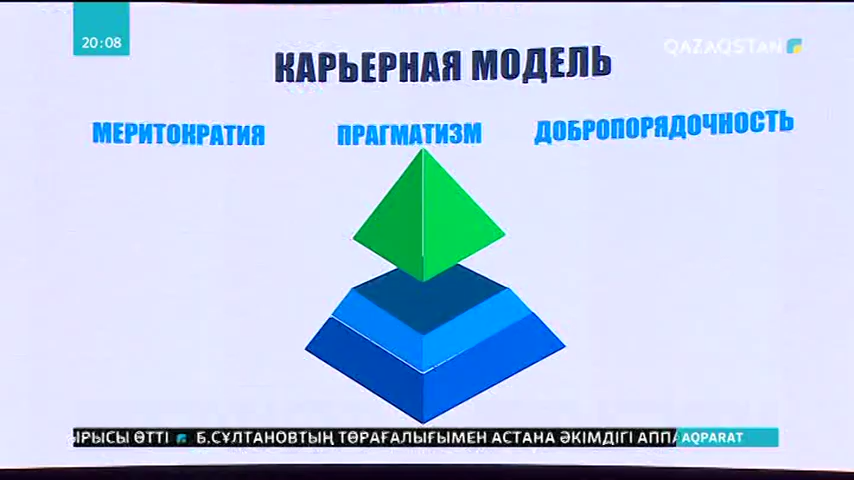 20:08
QAZAQSTAN
КАРЬЕРНАЯ МОДЕЛЬ
МЕРИТОКРАТИЯ
ПРАГМАТИЗМ
ДОБРОПОРЯДОЧНОСТЬ
ЫРЫСЫ ӨТТІ Б.СҰЛТАНОВТЫҢ ТӨРАҒАЛЫҒЫМЕН АСТАНА ӘКІМДІГІ АППА AQPARAT